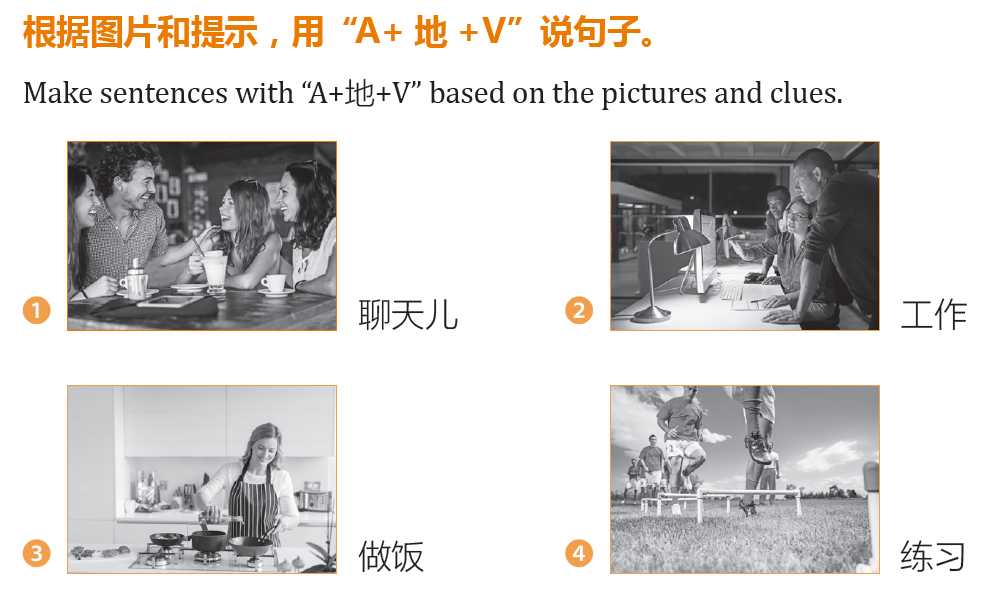 根据图片和提示，用“A+ 地 +V”说句子。
Make sentences with “A+地+V” based on the pictures and clues.
1 聊天儿
2 工作
3 做饭
4 练习